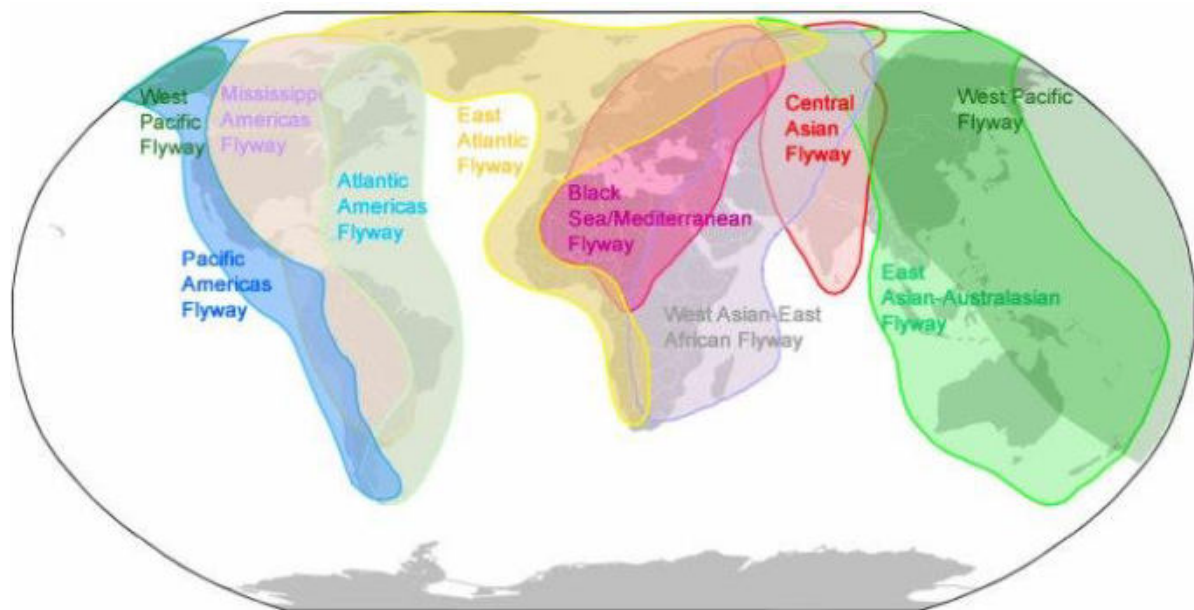 West
Pacific
Flyway
Mississippi
Americas
Flyway
East
Atlantic
Flyway
Central
Asian
Flyway
West Pacific
Flyway
Atlantic
Americas
Flyway
Black
Sea/Mediterranean
Flyway
Pacific
Americas
Flyway
West Asian-East
African Flyway
East
Asian-Australasian
Flyway